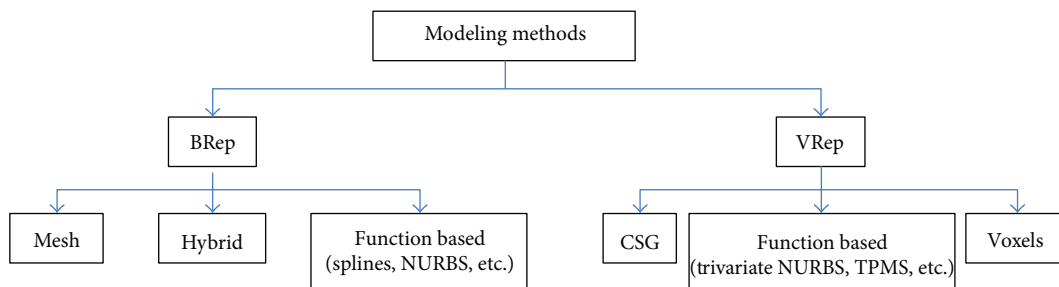 Modeling methods
BRep
VRep
Mesh
Hybrid
Function based
(splines, NURBS, etc.)
CSG
Function based
(trivariate NURBS, TPMS, etc.)
Voxels